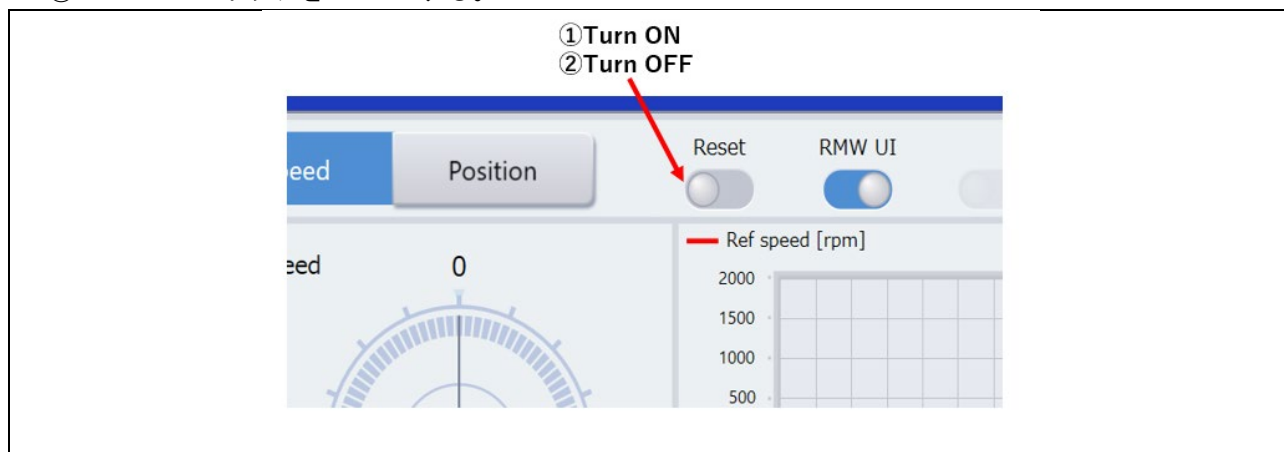 ①Turn ON
②Turn OFF
eed
Position
Reset
RMW UI
Ref speed [rpm]
eed
0
2000
1500
1000
500